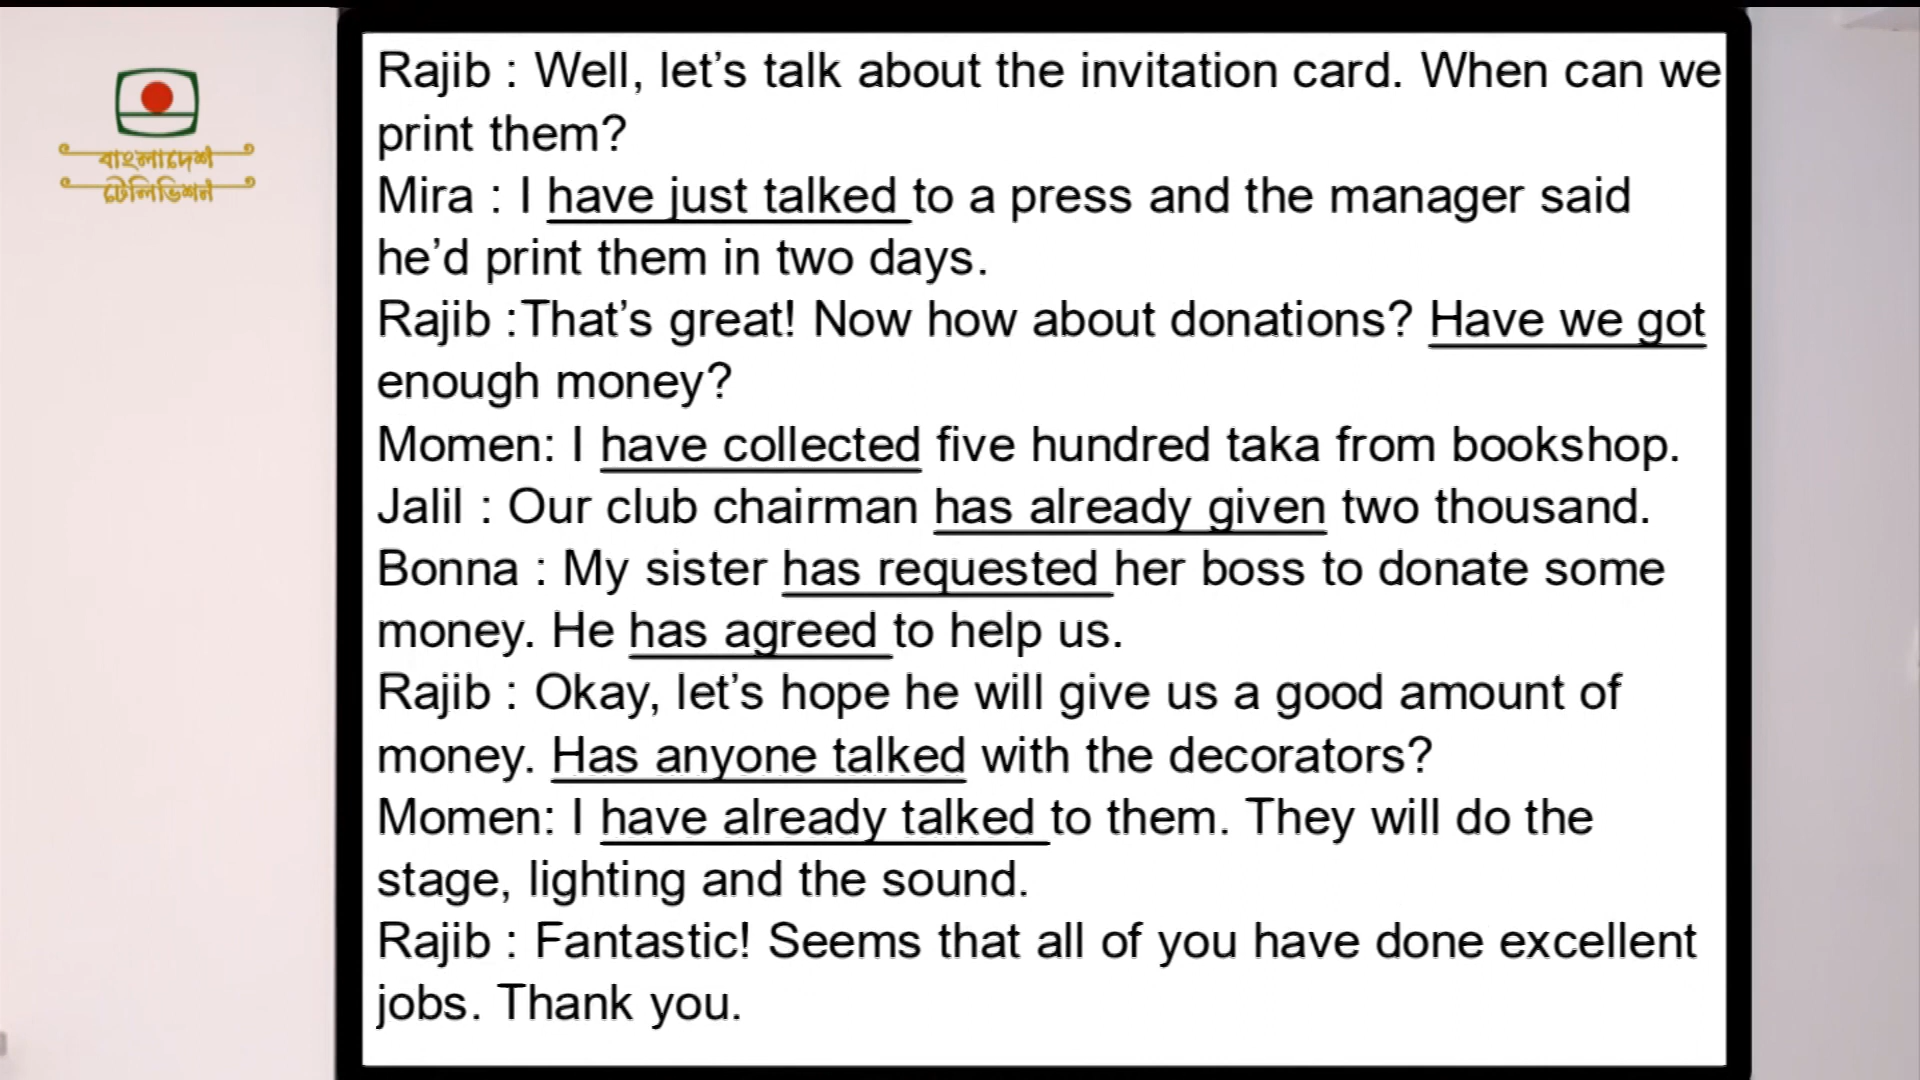 বাংলাদেশ
টেলিভিশন
Rajib : Well, let’s talk about the invitation card. When can we
print them?
Mira : I have just talked to a press and the manager said
he’d print them in two days.
Rajib :That’s great! Now how about donations? Have we got
enough money?
Momen: I have collected five hundred taka from bookshop.
Jalil : Our club chairman has already given two thousand.
Bonna : My sister has requested her boss to donate some
money. He has agreed to help us.
Rajib : Okay, let’s hope he will give us a good amount of
money. Has anyone talked with the decorators?
Momen: I have already talked to them. They will do the
stage, lighting and the sound.
Rajib : Fantastic! Seems that all of you have done excellent
jobs. Thank you.